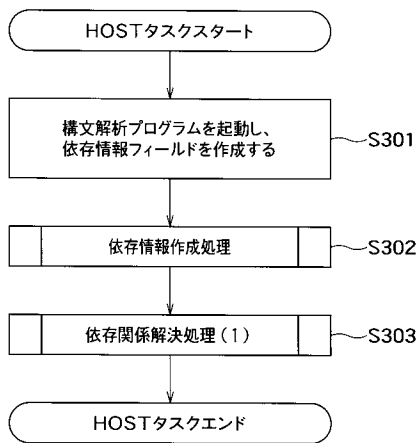 HOSTタスクスタート
構文解析プログラムを起動し、
依存情報フィールドを作成する
S301
依存情報作成処理
S302
依存関係解決処理(1)
S303
HOSTタスクエンド